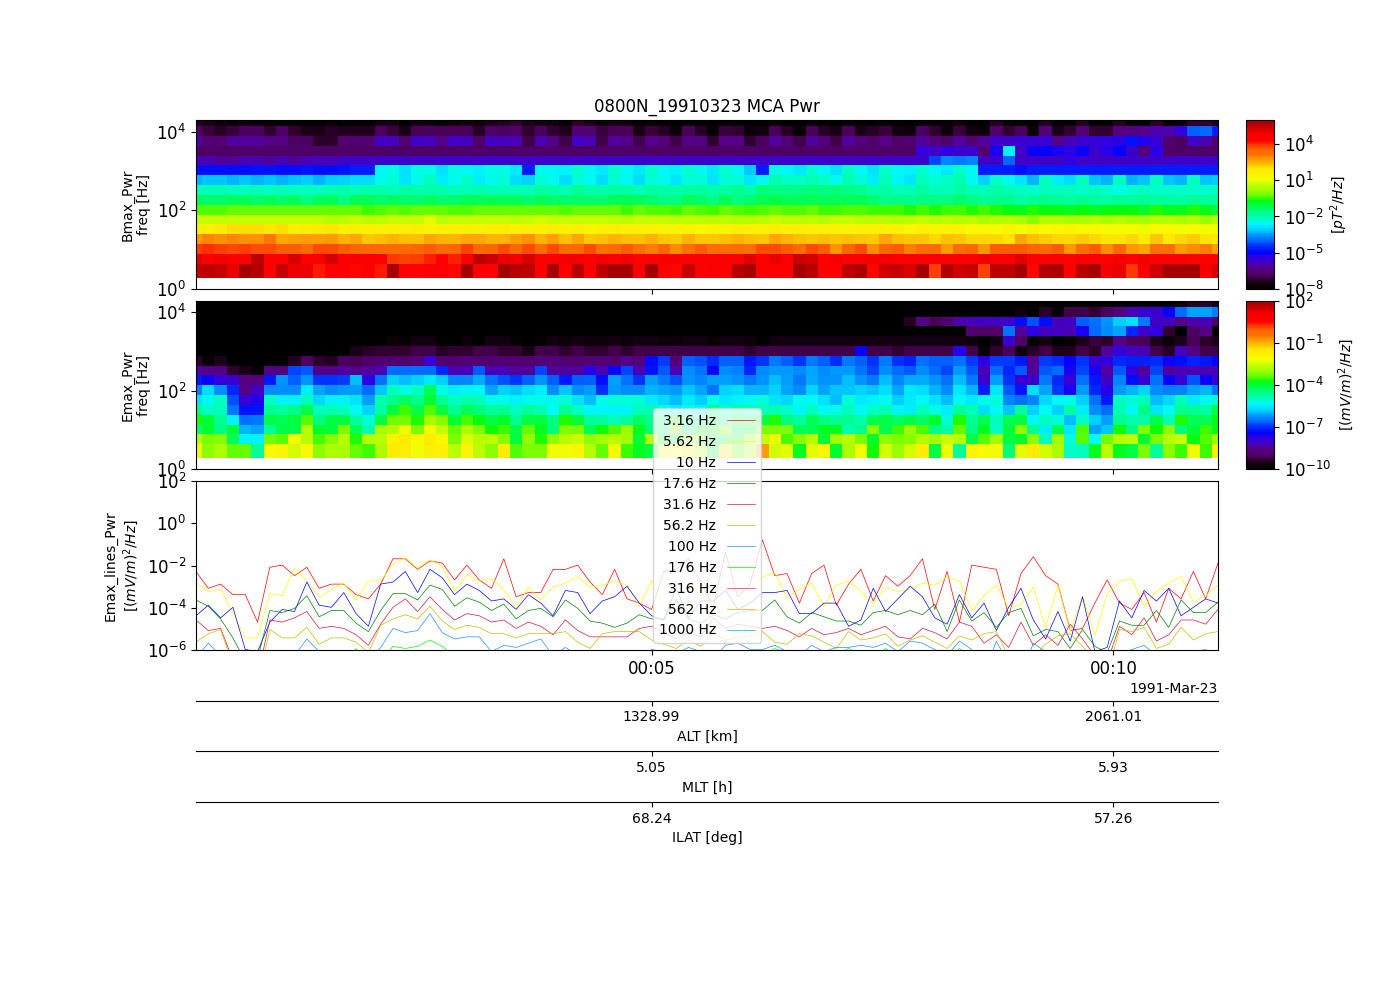 0800N_19910323 MCA Pwr
10^4
10^2
10^0
Bmax_Pwr
freq [Hz]
10^4
10^1
10^-2
10^-5
10^-8
[pT^2/Hz]
10^4
10^2
10^0
Emax_Pwr
freq [Hz]
10^2
10^-1
10^-4
10^-7
10^-10
[(mV/m)^2/Hz]
10^2
10^0
10^-2
10^-4
10^-6
Emax_lines_Pwr
[(mV/m)^2/Hz]
3.16 Hz
5.62 Hz
10 Hz
17.6 Hz
31.6 Hz
56.2 Hz
100 Hz
176 Hz
316 Hz
562 Hz
1000 Hz
00:05 00:10
1991-Mar-23
1328.99 2061.01
ALT [km]
5.05 5.93
MLT [h]
68.24 57.26
ILAT [deg]